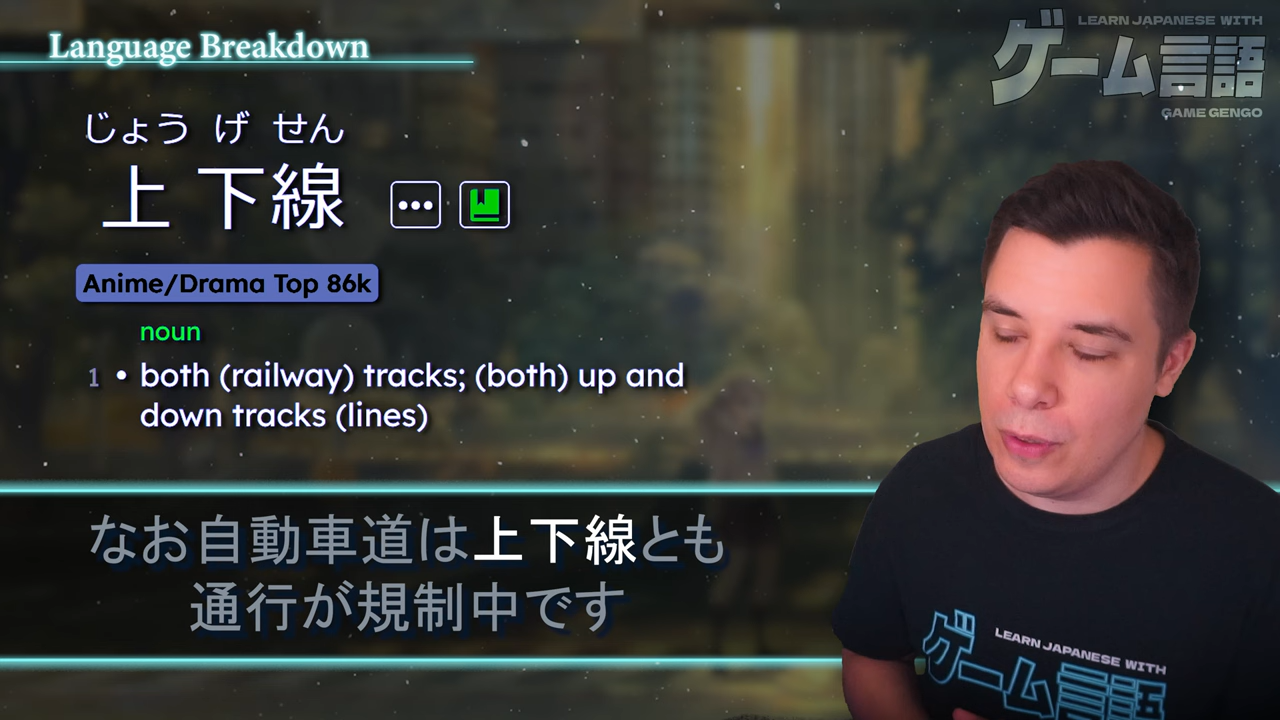 Language Breakdown
LEARN JAPANESE WITH
ゲーム言語
GAME GENGO
じょう げ せん
上下線
Anime/Drama Top 86k
noun
1 • both (railway) tracks; (both) up and
down tracks (lines)
なお自動車道は上下線とも
通行が規制中です
LEARN JAPANESE WITH
ゲーム言語